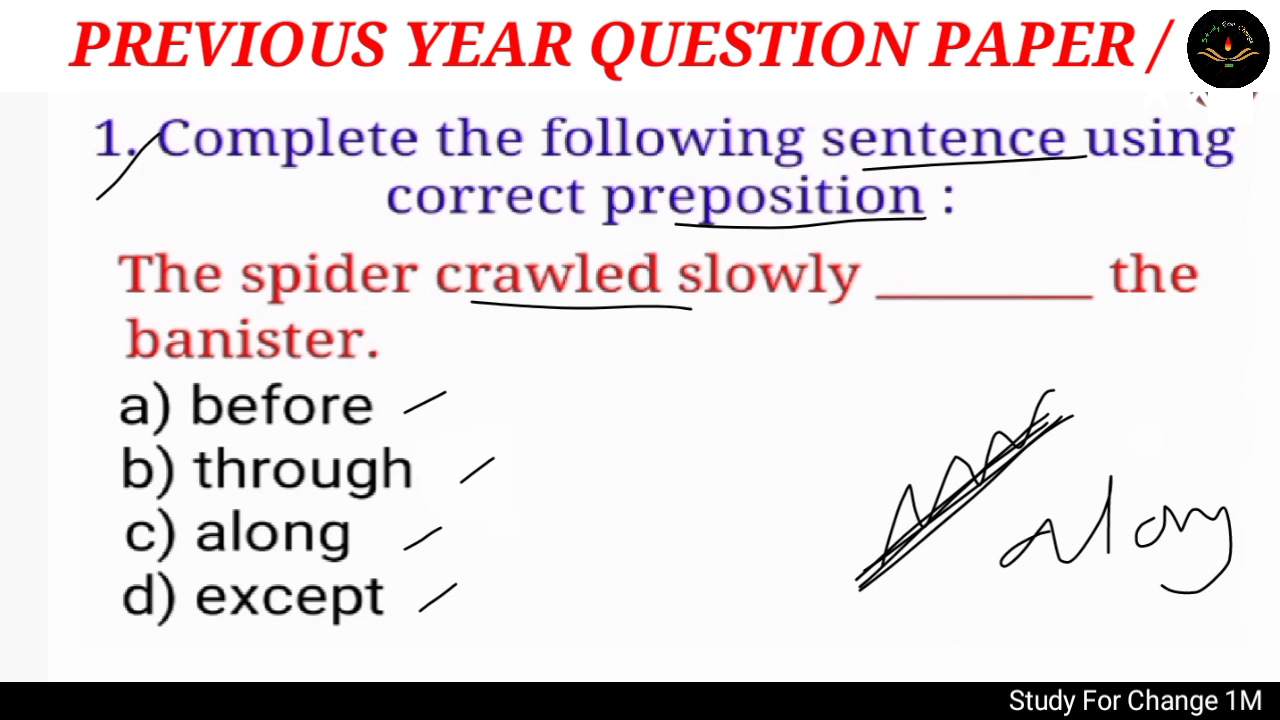 PREVIOUS YEAR QUESTION PAPER /
1. Complete the following sentence using
correct preposition :
The spider crawled slowly ________ the
banister.
a) before
b) through
c) along
d) except
along
Study For Change 1M